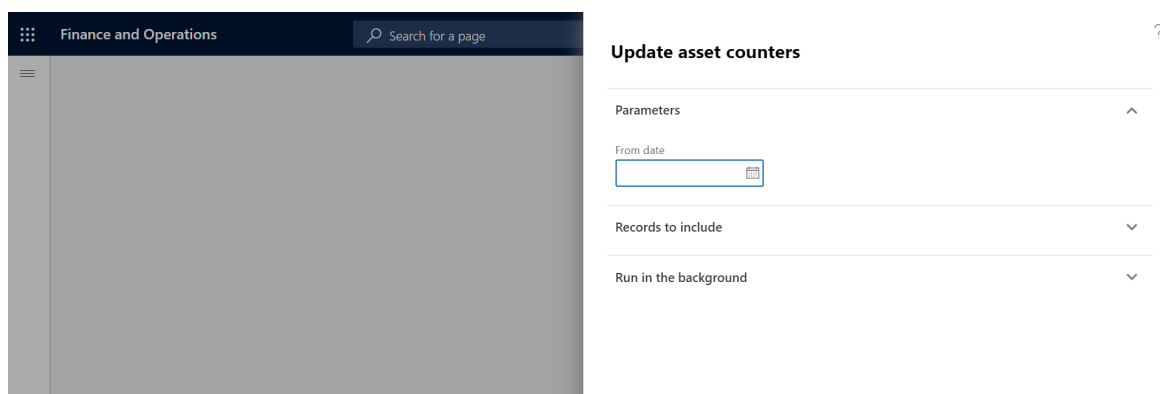 Finance and Operations
Search for a page
?
Update asset counters
Parameters
From date
Records to include
Run in the background